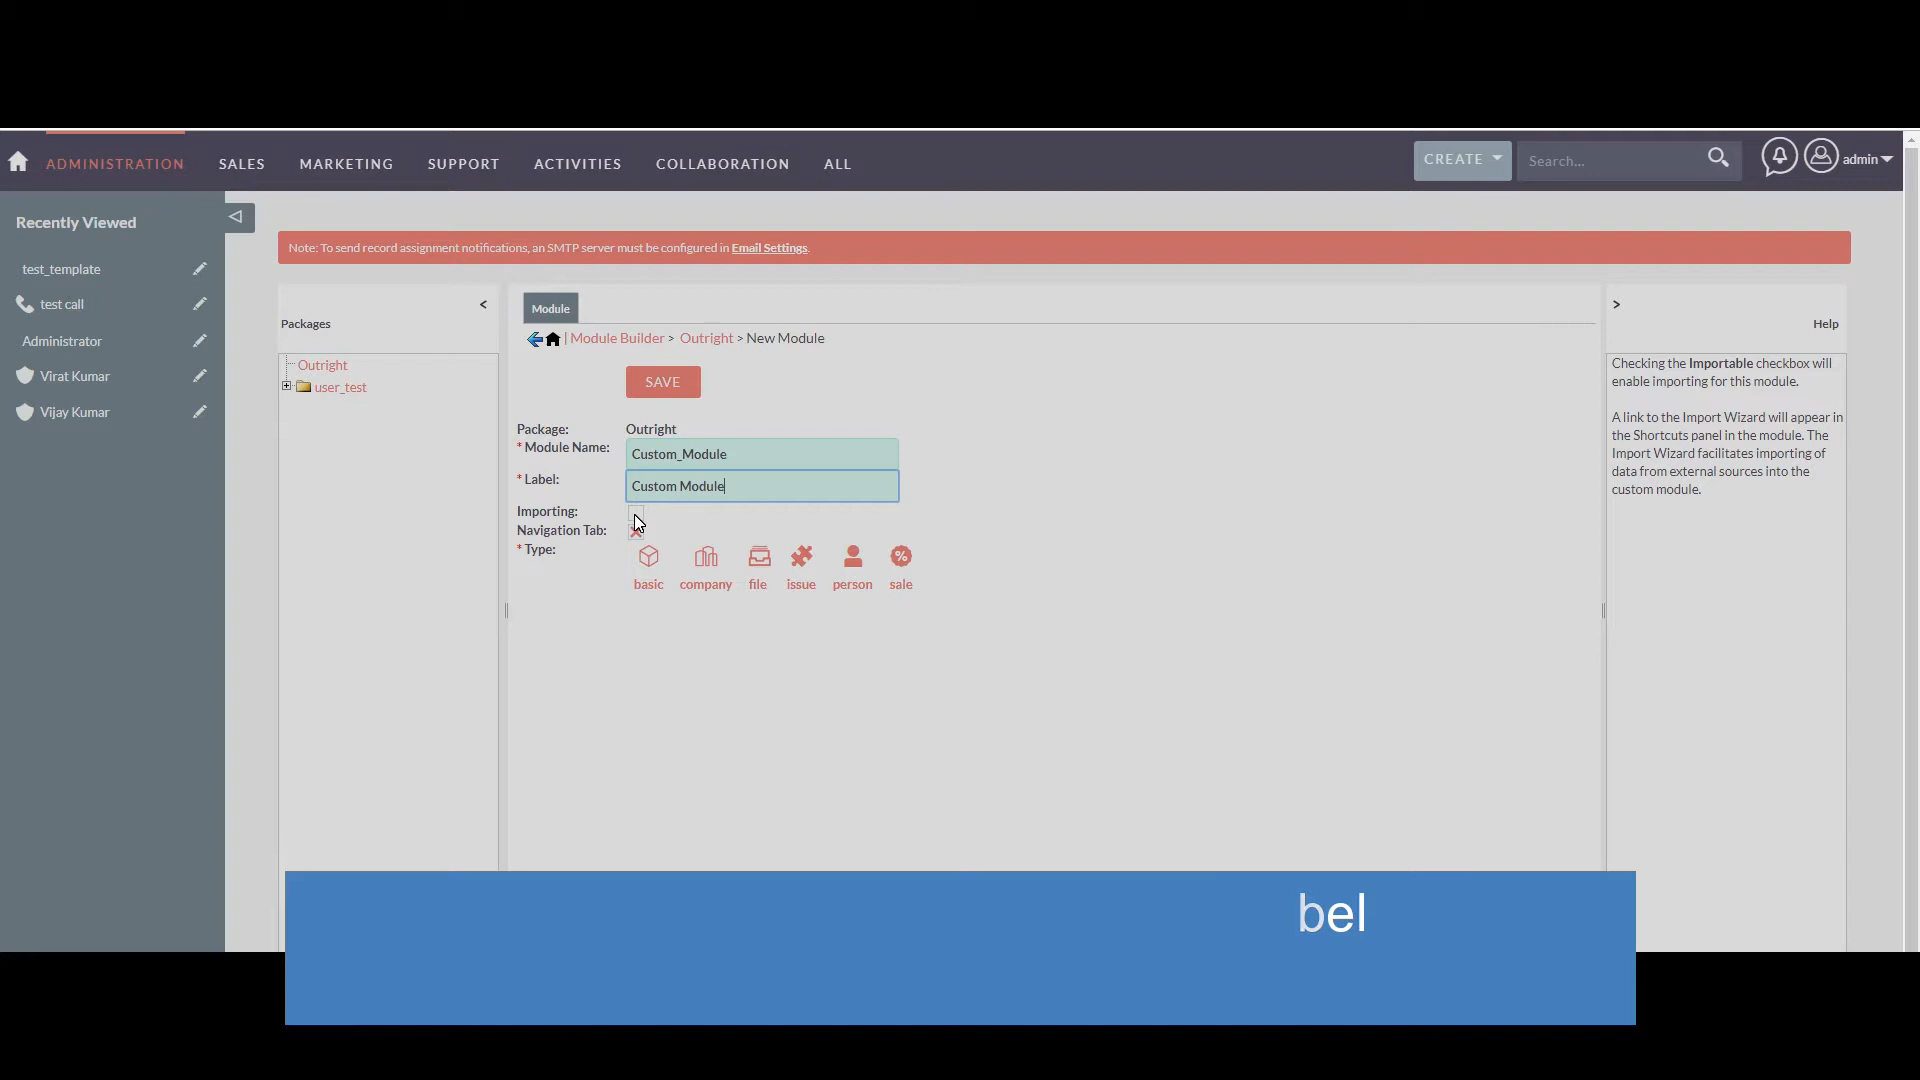 ADMINISTRATION SALES MARKETING SUPPORT ACTIVITIES COLLABORATION ALL CREATE Search... admin
Recently Viewed
test_template
test call
Administrator
Virat Kumar
Vijay Kumar
Note: To send record assignment notifications, an SMTP server must be configured in Email Settings.
<
Packages
Outright
user_test
Module
| Module Builder > Outright > New Module
SAVE
Package: Outright
* Module Name: Custom_Module
* Label: Custom Module
Importing:
Navigation Tab:
* Type:
basic company file issue person sale
>
Help
Checking the Importable checkbox will
enable importing for this module.
A link to the Import Wizard will appear in
the Shortcuts panel in the module. The
Import Wizard facilitates importing of
data from external sources into the
custom module.
bel